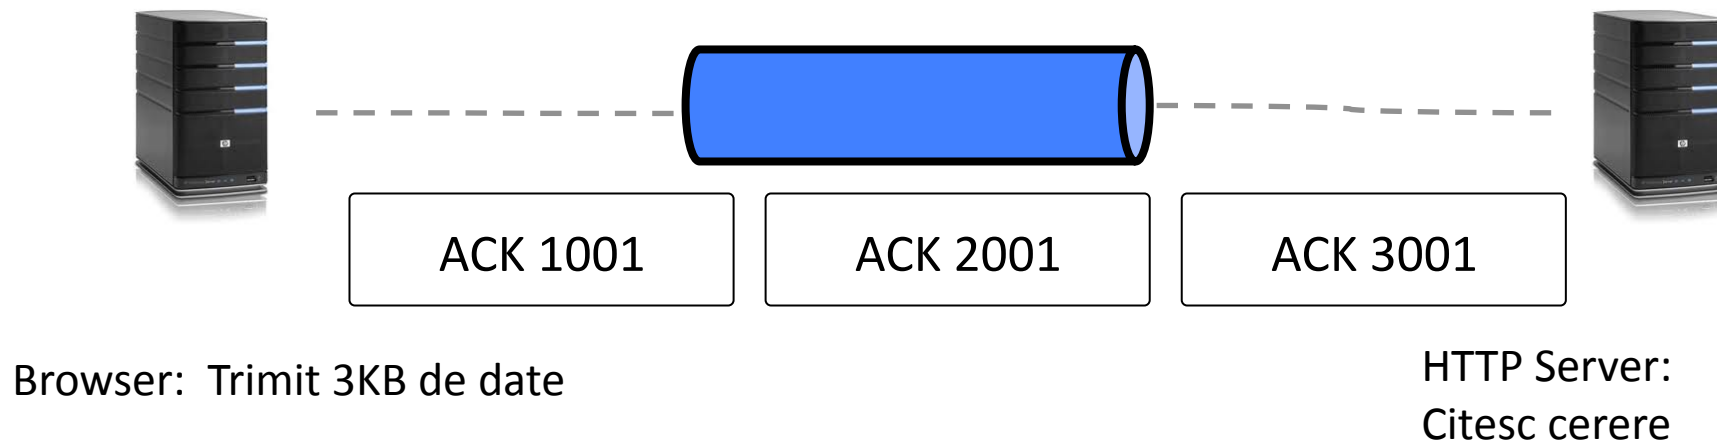 ACK 1001
ACK 2001
ACK 3001
Browser: Trimit 3KB de date
HTTP Server:
Citesc cerere